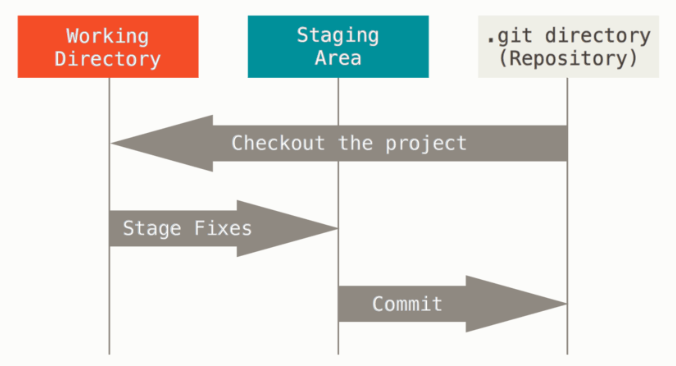 Working
Directory
Staging
Area
.git directory
(Repository)
Checkout the project
Stage Fixes
Commit